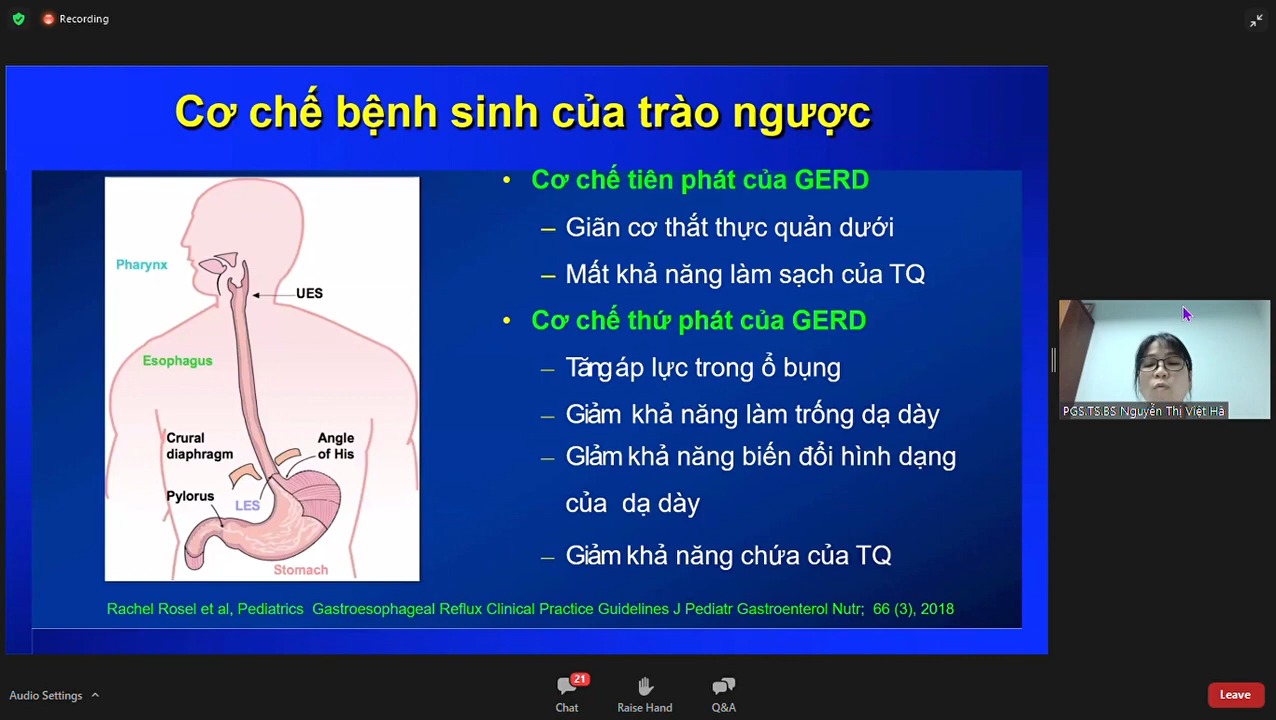 Recording
Cơ chế bệnh sinh của trào ngược
Pharynx
UES
Esophagus
Crural
diaphragm
Angle
of His
Pylorus
LES
Stomach
• Cơ chế tiên phát của GERD
– Giãn cơ thắt thực quản dưới
– Mất khả năng làm sạch của TQ
• Cơ chế thứ phát của GERD
– Tăng áp lực trong ổ bụng
– Giảm khả năng làm trống dạ dày
– Glảm khả năng biến đổi hình dạng
của dạ dày
– Giảm khả năng chứa của TQ
Rachel Rosel et al, Pediatrics Gastroesophageal Reflux Clinical Practice Guidelines J Pediatr Gastroenterol Nutr; 66 (3), 2018
PGS.TS.BS Nguyễn Thị Việt Hà
Audio Settings
21
Chat
Raise Hand
Q&A
Leave